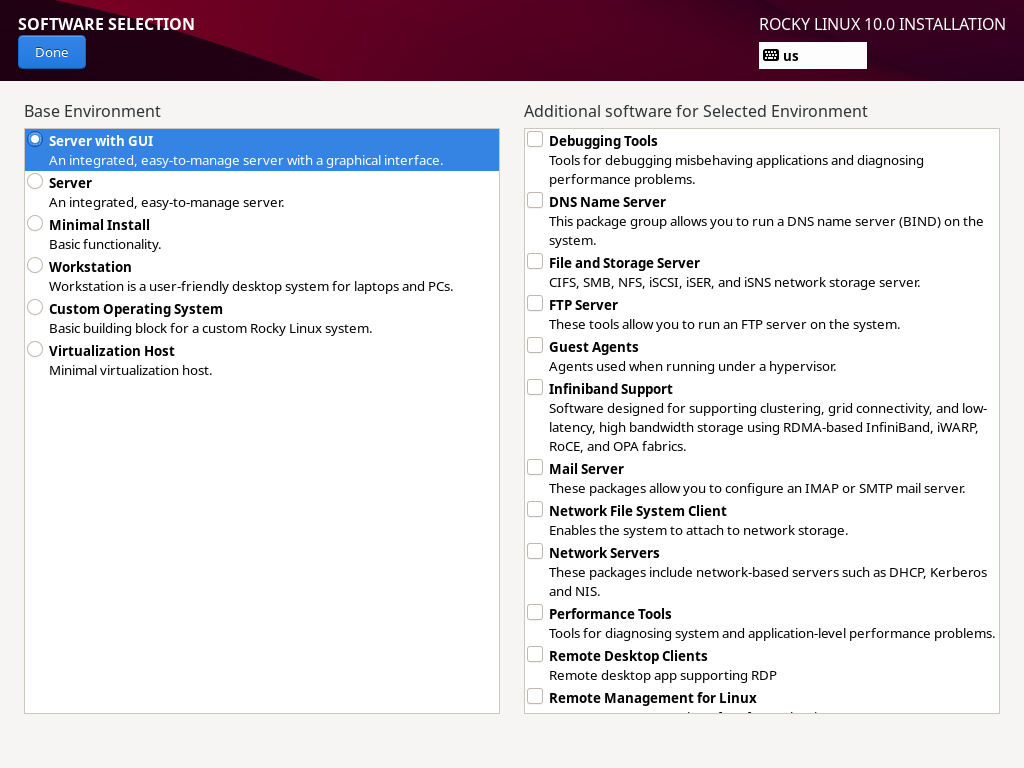 SOFTWARE SELECTION
Done
ROCKY LINUX 10.0 INSTALLATION
us
Base Environment
Server with GUI
An integrated, easy-to-manage server with a graphical interface.
Server
An integrated, easy-to-manage server.
Minimal Install
Basic functionality.
Workstation
Workstation is a user-friendly desktop system for laptops and PCs.
Custom Operating System
Basic building block for a custom Rocky Linux system.
Virtualization Host
Minimal virtualization host.
Additional software for Selected Environment
Debugging Tools
Tools for debugging misbehaving applications and diagnosing
performance problems.
DNS Name Server
This package group allows you to run a DNS name server (BIND) on the
system.
File and Storage Server
CIFS, SMB, NFS, iSCSI, iSER, and iSNS network storage server.
FTP Server
These tools allow you to run an FTP server on the system.
Guest Agents
Agents used when running under a hypervisor.
Infiniband Support
Software designed for supporting clustering, grid connectivity, and low-
latency, high bandwidth storage using RDMA-based InfiniBand, iWARP,
RoCE, and OPA fabrics.
Mail Server
These packages allow you to configure an IMAP or SMTP mail server.
Network File System Client
Enables the system to attach to network storage.
Network Servers
These packages include network-based servers such as DHCP, Kerberos
and NIS.
Performance Tools
Tools for diagnosing system and application-level performance problems.
Remote Desktop Clients
Remote desktop app supporting RDP
Remote Management for Linux